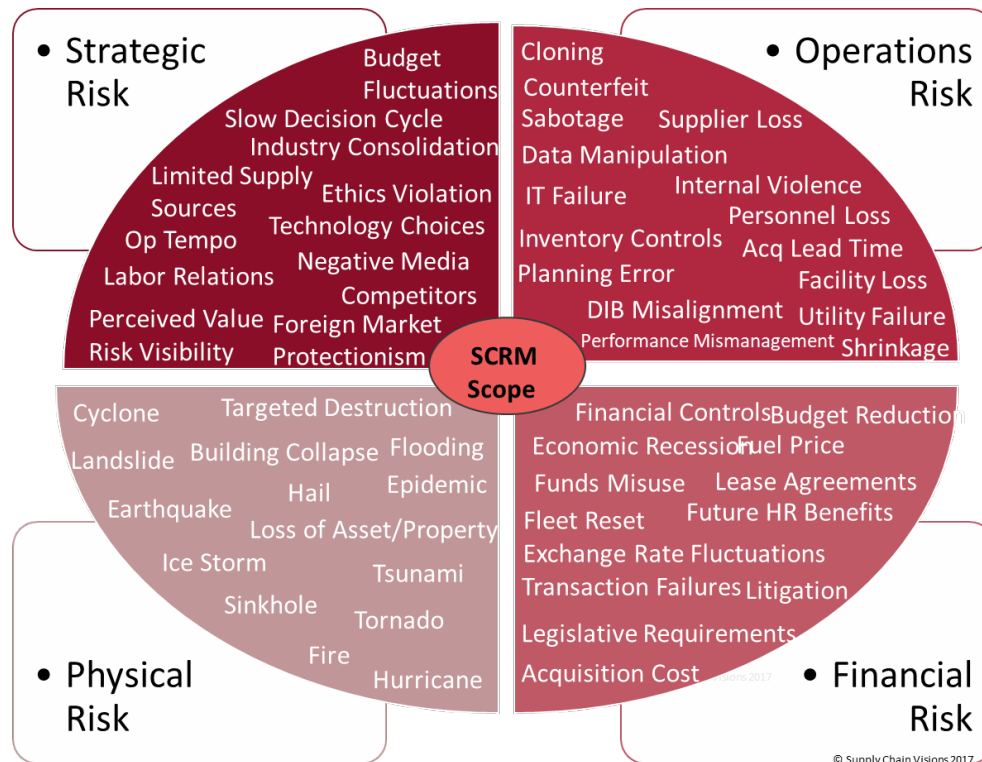 • Strategic
Risk
Budget
Fluctuations
Slow Decision Cycle
Industry Consolidation
Limited Supply
Sources
Ethics Violation
Op Tempo
Technology Choices
Labor Relations
Negative Media
Competitors
Perceived Value
Foreign Market
Risk Visibility
Protectionism
• Operations
Risk
Cloning
Counterfeit
Sabotage
Supplier Loss
Data Manipulation
IT Failure
Internal Violence
Personnel Loss
Inventory Controls
Acq Lead Time
Planning Error
Facility Loss
DIB Misalignment
Utility Failure
Performance Mismanagement
Shrinkage
SCRM
Scope
Cyclone
Targeted Destruction
Landslide
Building Collapse
Flooding
Hail
Epidemic
Earthquake
Loss of Asset/Property
Ice Storm
Tsunami
Sinkhole
Tornado
Fire
Hurricane
• Physical
Risk
Financial Controls
Budget Reduction
Economic Recession
Fuel Price
Funds Misuse
Lease Agreements
Fleet Reset
Future HR Benefits
Exchange Rate Fluctuations
Transaction Failures
Litigation
Legislative Requirements
Acquisition Cost
2017
• Financial
Risk
© Supply Chain Visions 2017